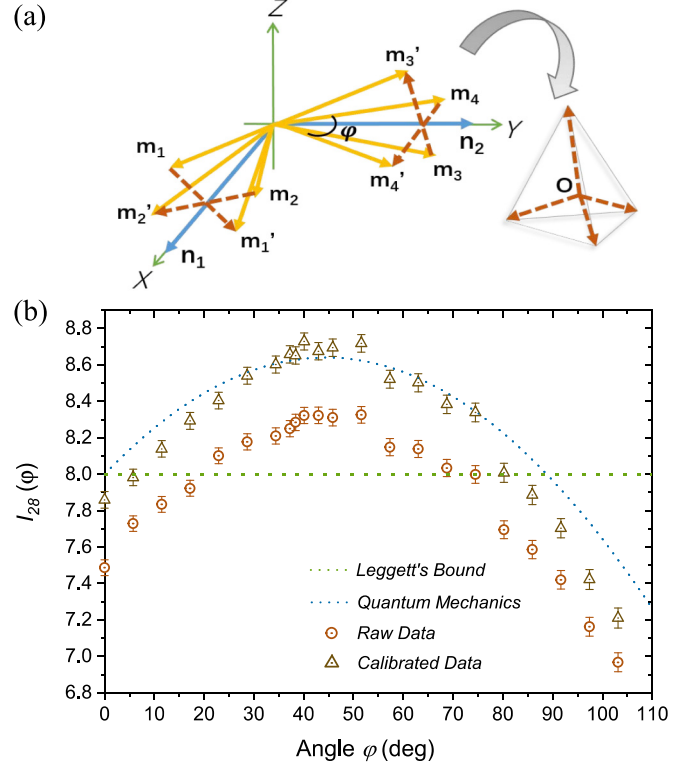 (a)
Z
m₃'
m₄
φ
Y
m₁
n₂
m₂
m₄'
m₃
O
m₂'
m₁'
n₁
X
(b)
8.8
8.6
8.4
8.2
8.0
7.8
7.6
7.4
7.2
7.0
6.8
I₂₈ (φ)
Leggett's Bound
Quantum Mechanics
Raw Data
Calibrated Data
0 10 20 30 40 50 60 70 80 90 100 110
Angle φ (deg)